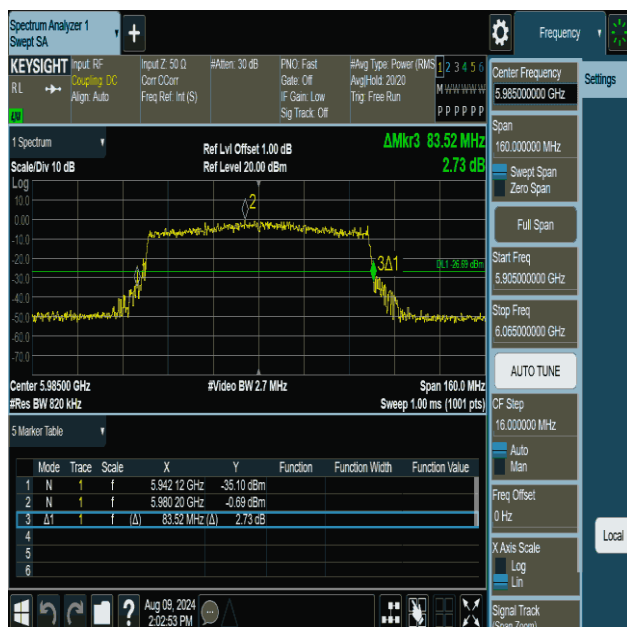 Spectrum Analyzer 1
Swept SA
Frequency
KEYSIGHT
RL
Input: RF
Coupling: DC
Align: Auto
Input Z: 50 Ω
Corr CCorr
Freq Ref: Int (S)
#Atten: 30 dB
PNO: Fast
Gate: Off
IF Gain: Low
Sig Track: Off
#Avg Type: Power (RMS
Avg|Hold: 20/20
Trig: Free Run
1 2 3 4 5 6
M W W W W W
P P P P P P
1 Spectrum
Scale/Div 10 dB
Ref Lvl Offset 1.00 dB
Ref Level 20.00 dBm
ΔMkr3 83.52 MHz
2.73 dB
Log
10.0
0.00
-10.0
-20.0
-30.0
-40.0
-50.0
-60.0
-70.0
2
3Δ1
DL1 -26.69 dBm
Center 5.98500 GHz
#Video BW 2.7 MHz
Span 160.0 MHz
#Res BW 820 kHz
Sweep 1.00 ms (1001 pts)
5 Marker Table
Mode Trace Scale X Y Function Function Width Function Value
1 N 1 f 5.942 12 GHz -35.10 dBm
2 N 1 f 5.980 20 GHz -0.69 dBm
3 Δ1 1 f (Δ) 83.52 MHz (Δ) 2.73 dB
4
5
6
Aug 09, 2024
2:02:53 PM
Center Frequency
5.985000000 GHz
Span
160.000000 MHz
Swept Span
Zero Span
Full Span
Start Freq
5.905000000 GHz
Stop Freq
6.065000000 GHz
AUTO TUNE
CF Step
16.000000 MHz
Auto
Man
Freq Offset
0 Hz
X Axis Scale
Log
Lin
Signal Track
(Span Zoom)
Settings
Local